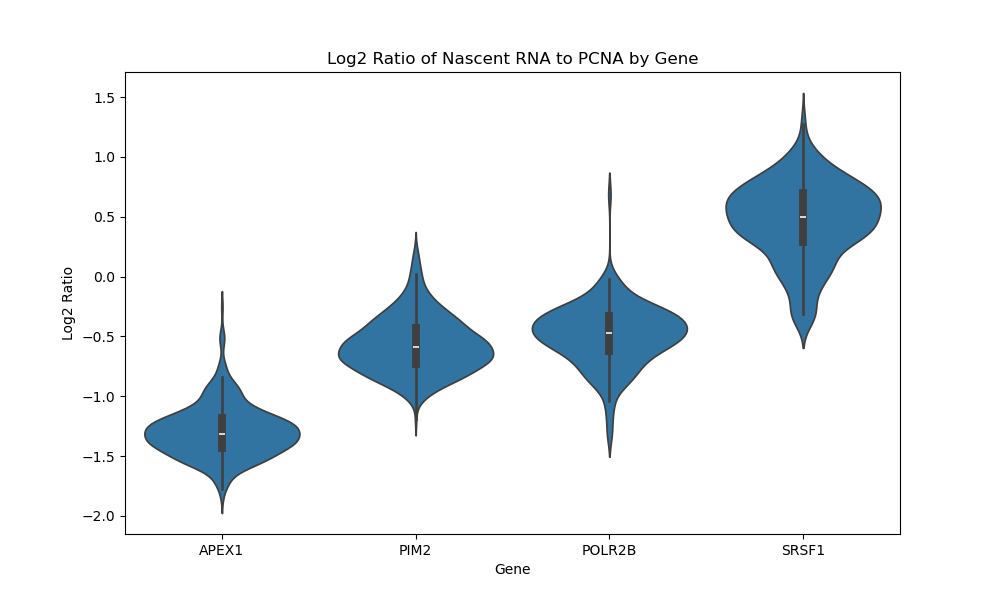 Log2 Ratio of Nascent RNA to PCNA by Gene
1.5
1.0
0.5
0.0
−0.5
−1.0
−1.5
−2.0
Log2 Ratio
APEX1 PIM2 POLR2B SRSF1
Gene